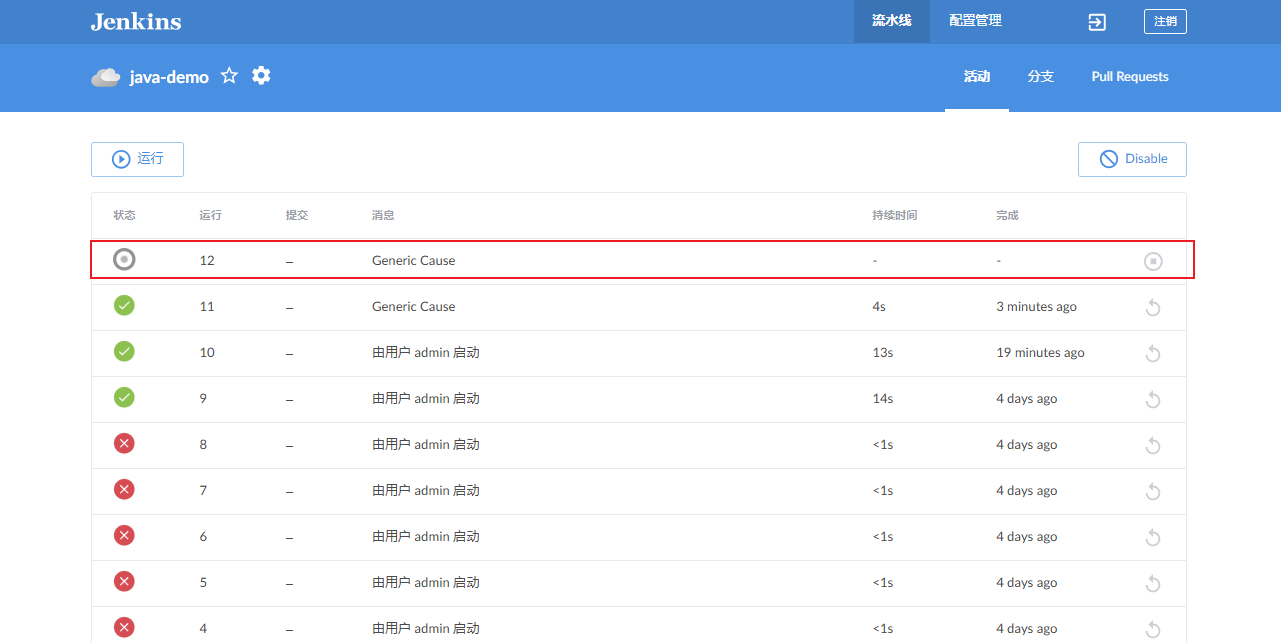 Jenkins 流水线 配置管理 注销
java-demo 活动 分支 Pull Requests
运行 Disable
状态 运行 提交 消息 持续时间 完成
12 – Generic Cause - -
11 – Generic Cause 4s 3 minutes ago
10 – 由用户 admin 启动 13s 19 minutes ago
9 – 由用户 admin 启动 14s 4 days ago
8 – 由用户 admin 启动 <1s 4 days ago
7 – 由用户 admin 启动 <1s 4 days ago
6 – 由用户 admin 启动 <1s 4 days ago
5 – 由用户 admin 启动 <1s 4 days ago
4 – 由用户 admin 启动 <1s 4 days ago